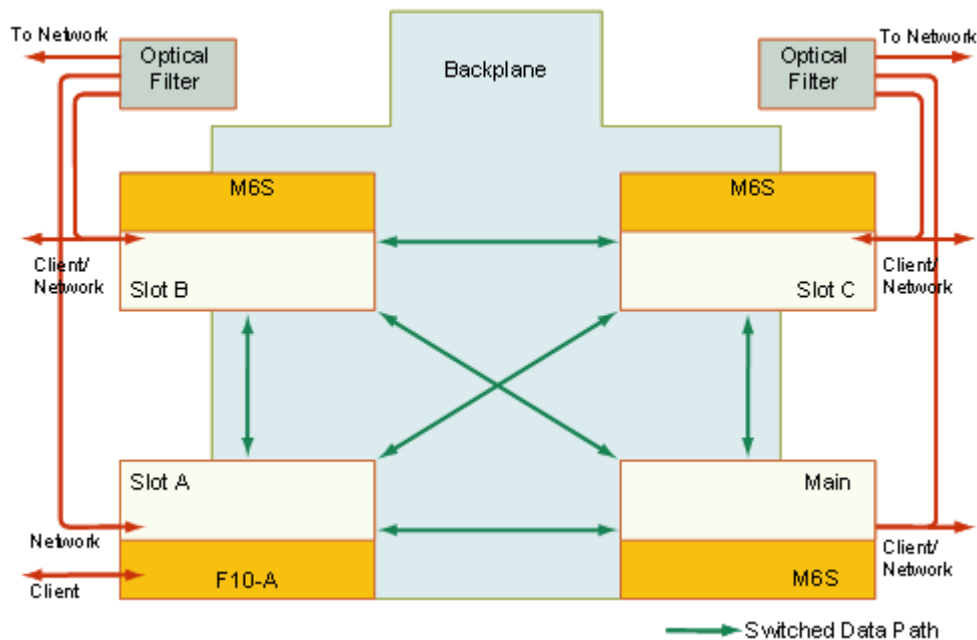 To Network
Optical
Filter
Backplane
Optical
Filter
To Network
M6S
M6S
Client/
Network
Slot B
Slot C
Client/
Network
Slot A
Main
Network
Client
F10-A
M6S
Client/
Network
Switched Data Path